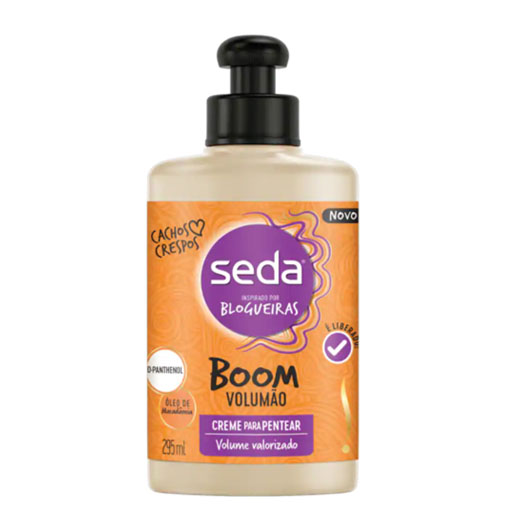 NOVO
CACHOS
CRESPOS
seda
INSPIRADO POR
BLOGUEIRAS
É LIBERADO!
D-PANTHENOL
BOOM
VOLUMÃO
ÓLEO DE
Macadâmia
CREME PARA PENTEAR
Volume valorizado
295ml